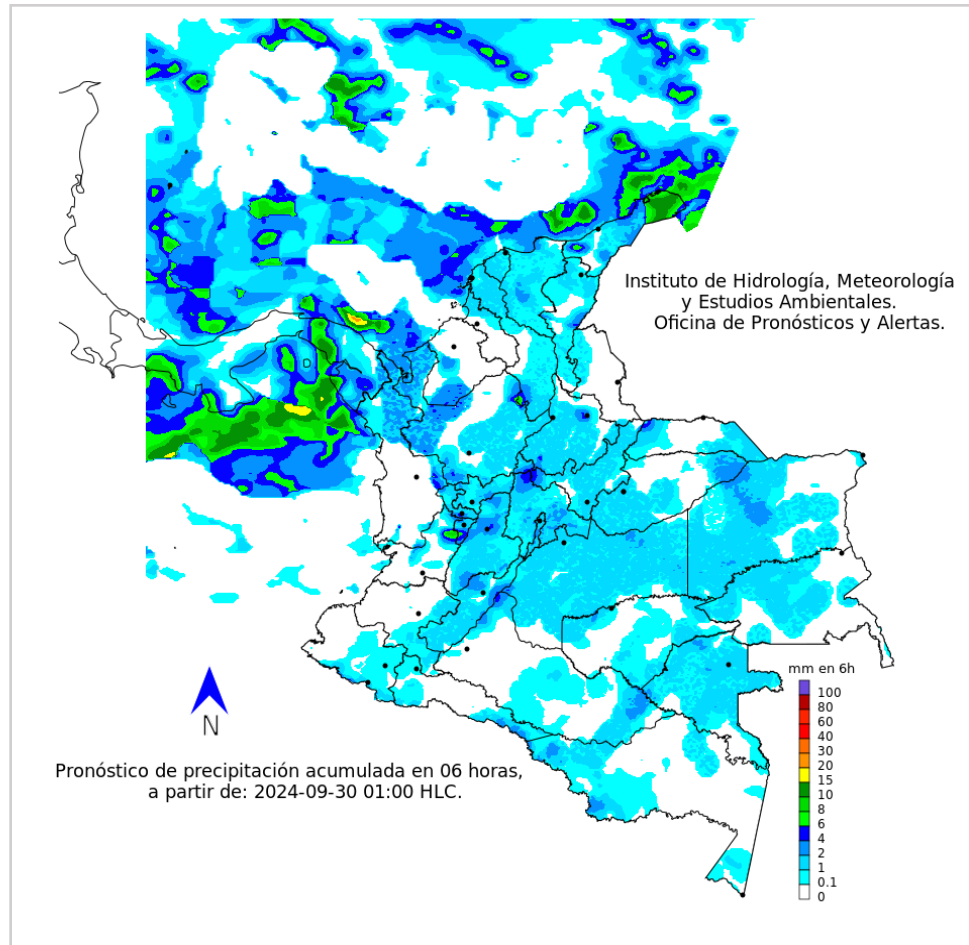 Instituto de Hidrología, Meteorología
y Estudios Ambientales.
Oficina de Pronósticos y Alertas.
mm en 6h
100
80
60
40
30
20
15
10
8
6
4
2
1
0.1
0
N
Pronóstico de precipitación acumulada en 06 horas,
a partir de: 2024-09-30 01:00 HLC.